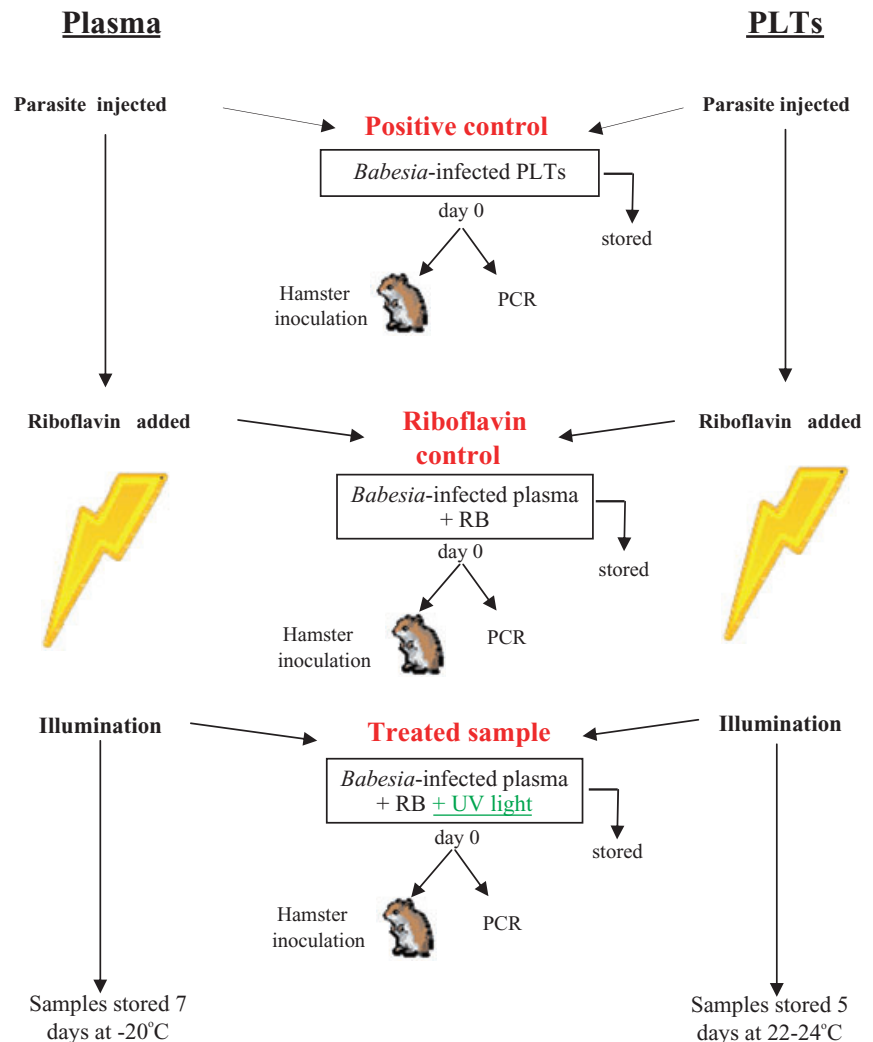 Plasma
PLTs
Parasite injected
Parasite injected
Positive control
Babesia-infected PLTs
day 0
stored
Hamster
inoculation
PCR
Riboflavin added
Riboflavin added
Riboflavin
control
Babesia-infected plasma
+ RB
day 0
stored
Hamster
inoculation
PCR
Illumination
Illumination
Treated sample
Babesia-infected plasma
+ RB + UV light
day 0
stored
Hamster
inoculation
PCR
Samples stored 7
days at -20°C
Samples stored 5
days at 22-24°C